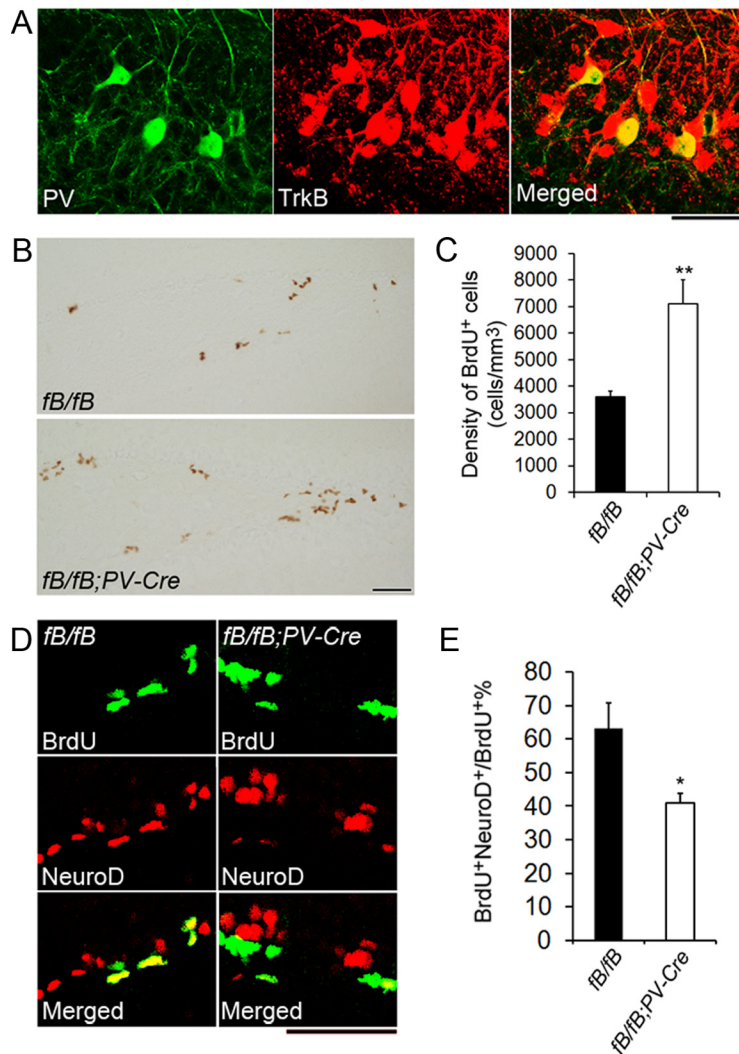 A
PV
TrkB
Merged
B
fB/fB
fB/fB;PV-Cre
C
Density of BrdU⁺ cells
(cells/mm³)
9000
8000
7000
6000
5000
4000
3000
2000
1000
0
**
fB/fB
fB/fB;PV-Cre
D
fB/fB
fB/fB;PV-Cre
BrdU
BrdU
NeuroD
NeuroD
Merged
Merged
E
BrdU⁺NeuroD⁺/BrdU⁺%
80
70
60
50
40
30
20
10
0
*
fB/fB
fB/fB;PV-Cre